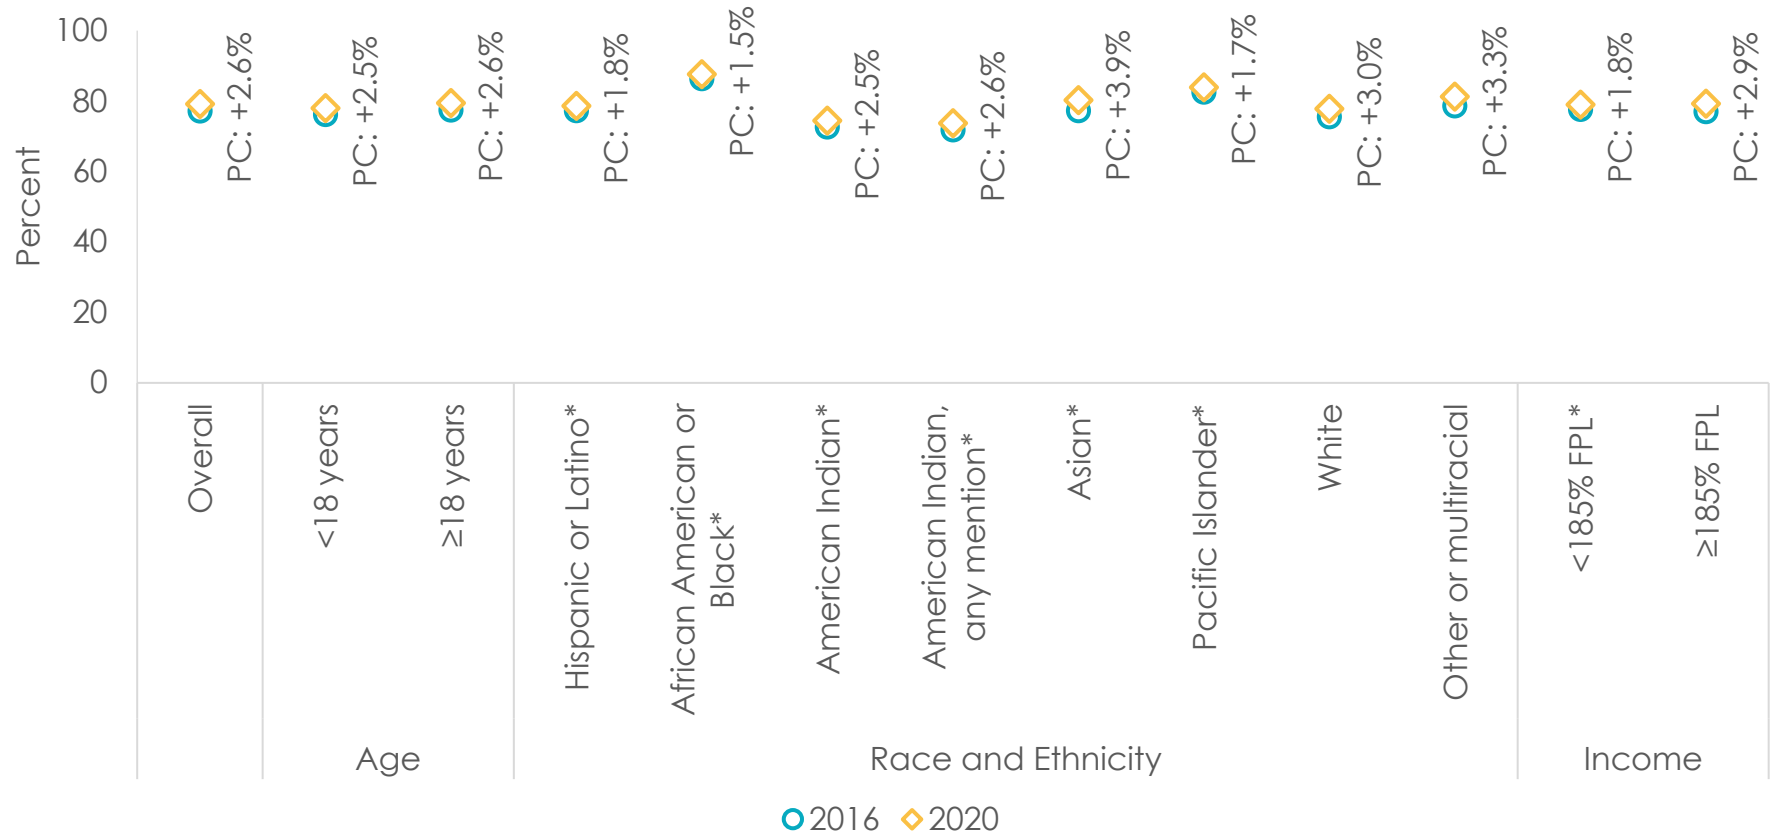 Percent
100
80
60
40
20
0
PC: +2.6%
PC: +2.5%
PC: +2.6%
PC: +1.8%
PC: +1.5%
PC: +2.5%
PC: +2.6%
PC: +3.9%
PC: +1.7%
PC: +3.0%
PC: +3.3%
PC: +1.8%
PC: +2.9%
Overall
<18 years
≥18 years
Hispanic or Latino*
African American or
Black*
American Indian*
American Indian,
any mention*
Asian*
Pacific Islander*
White
Other or multiracial
<185% FPL*
≥185% FPL
Age
Race and Ethnicity
Income
2016
2020